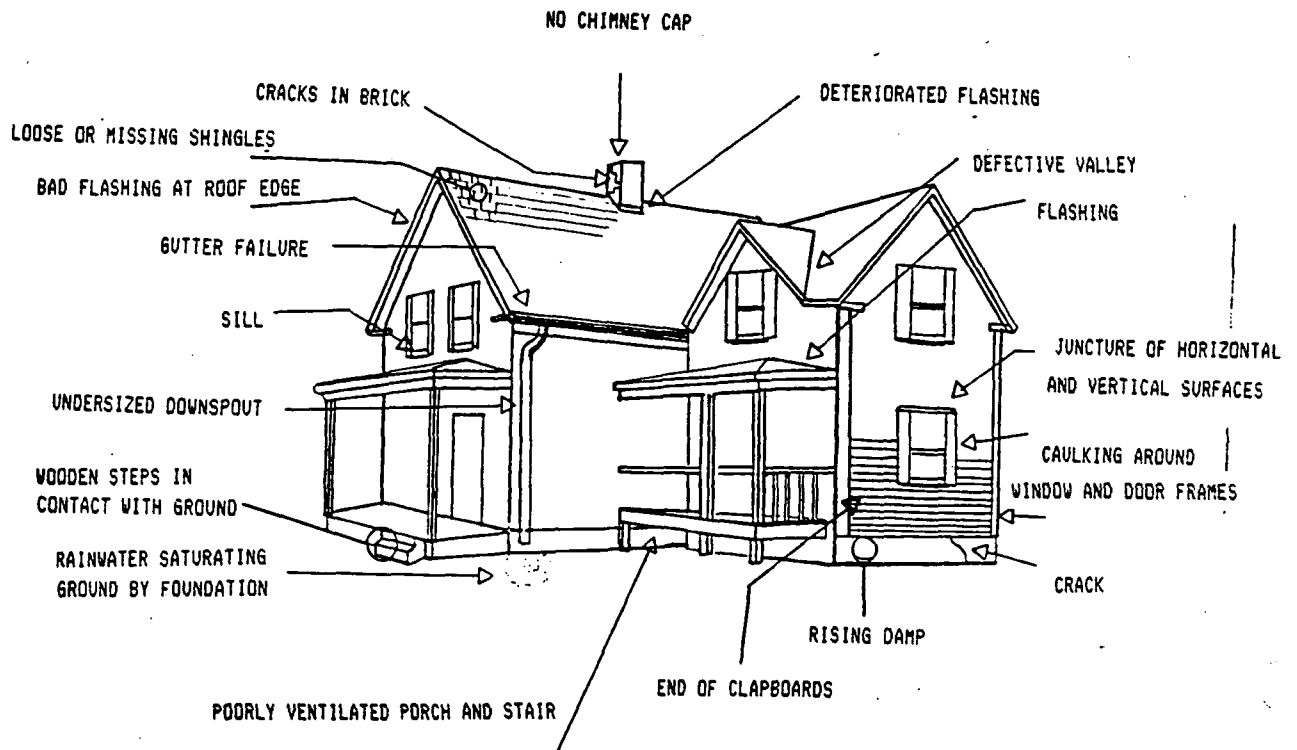 NO CHIMNEY CAP
CRACKS IN BRICK
DETERIORATED FLASHING
LOOSE OR MISSING SHINGLES
DEFECTIVE VALLEY
BAD FLASHING AT ROOF EDGE
FLASHING
GUTTER FAILURE
SILL
JUNCTURE OF HORIZONTAL
AND VERTICAL SURFACES
UNDERSIZED DOWNSPOUT
CAULKING AROUND
WINDOW AND DOOR FRAMES
WOODEN STEPS IN
CONTACT WITH GROUND
RAINWATER SATURATING
GROUND BY FOUNDATION
CRACK
RISING DAMP
END OF CLAPBOARDS
POORLY VENTILATED PORCH AND STAIR